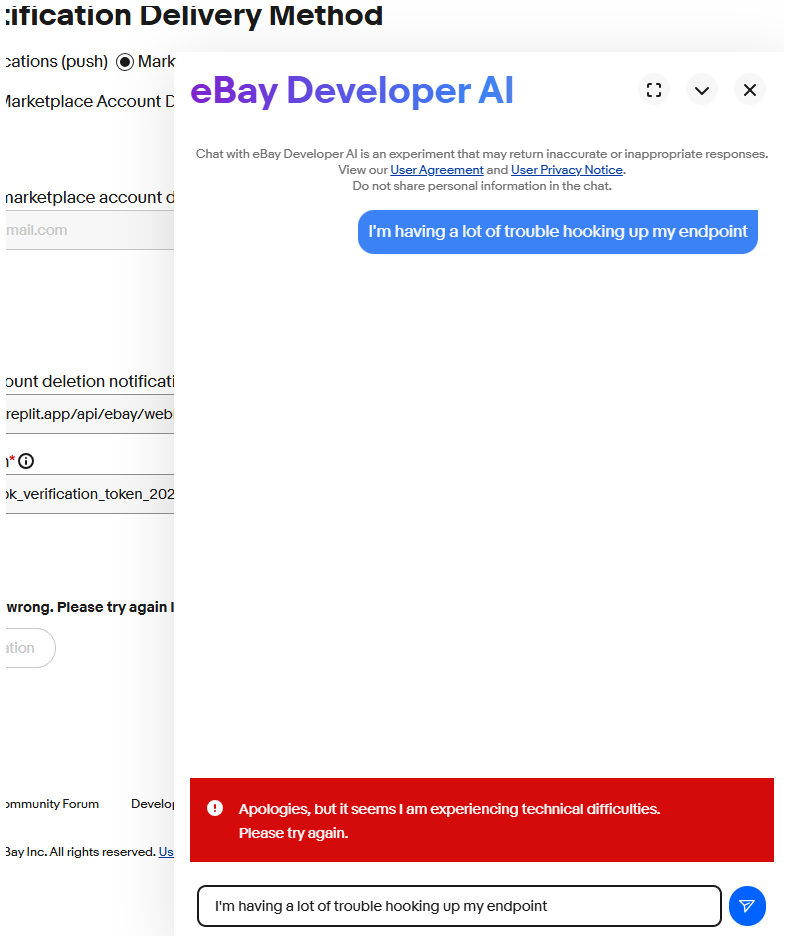 tification Delivery Method
cations (push) Mark
Marketplace Account D
marketplace account d
mail.com
ount deletion notificati
replit.app/api/ebay/web
n*
ok_verification_token_202
wrong. Please try again l
ation
ommunity Forum Develop
Bay Inc. All rights reserved. Us
eBay Developer AI
Chat with eBay Developer AI is an experiment that may return inaccurate or inappropriate responses.
View our User Agreement and User Privacy Notice.
Do not share personal information in the chat.
I'm having a lot of trouble hooking up my endpoint
Apologies, but it seems I am experiencing technical difficulties.
Please try again.
I'm having a lot of trouble hooking up my endpoint